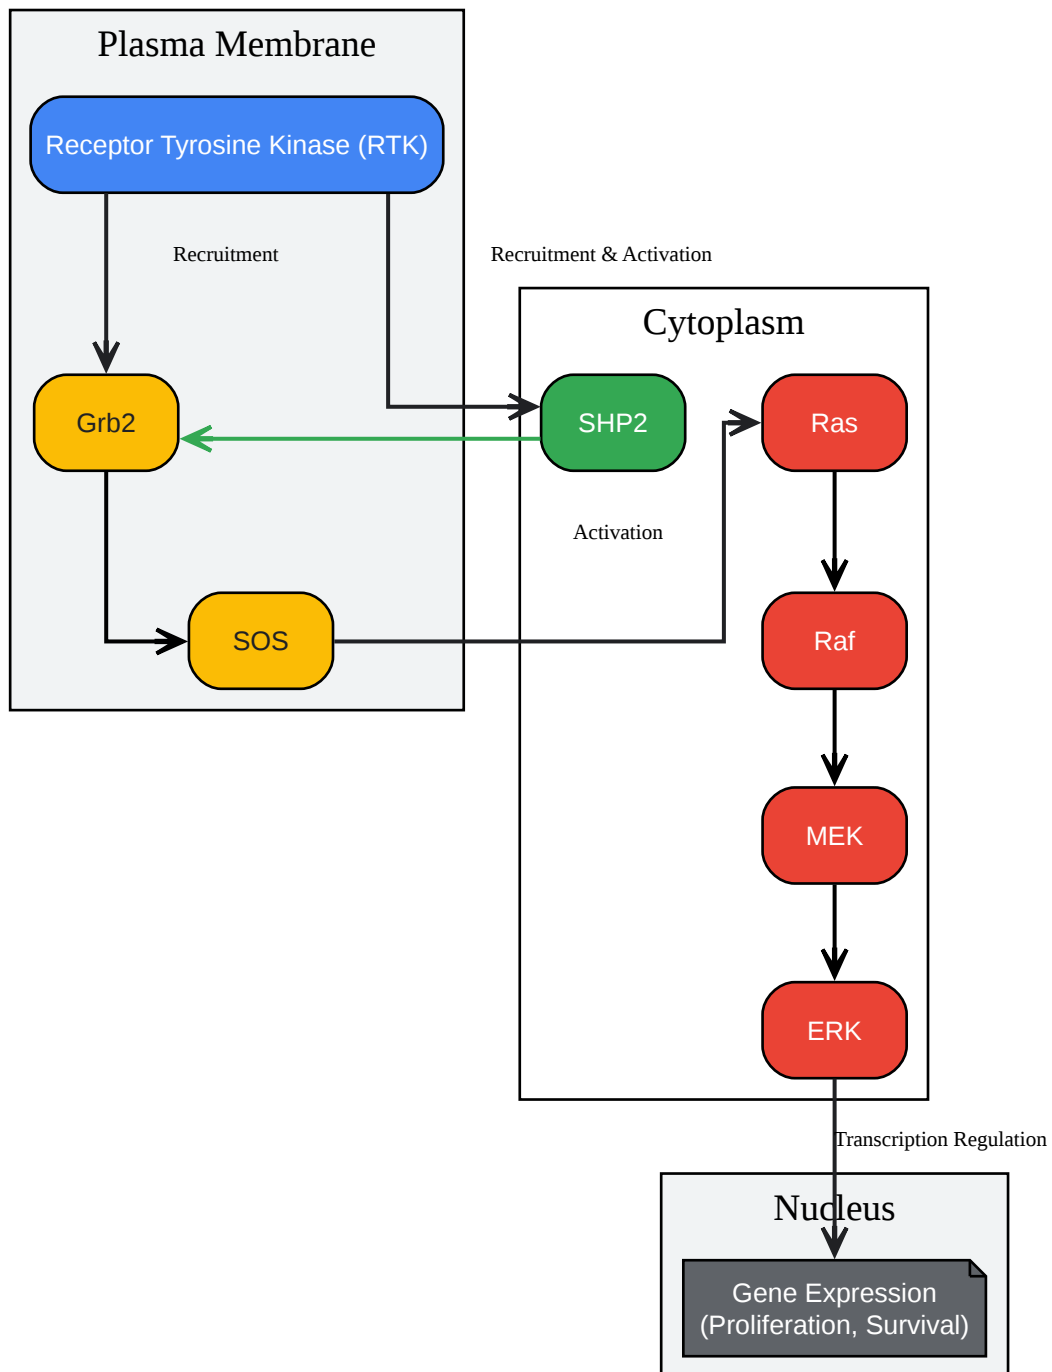 Plasma Membrane
Receptor Tyrosine Kinase (RTK)
Recruitment
Recruitment & Activation
Cytoplasm
Grb2
SHP2
Ras
Activation
SOS
Raf
MEK
ERK
Transcription Regulation
Nucleus
Gene Expression
(Proliferation, Survival)